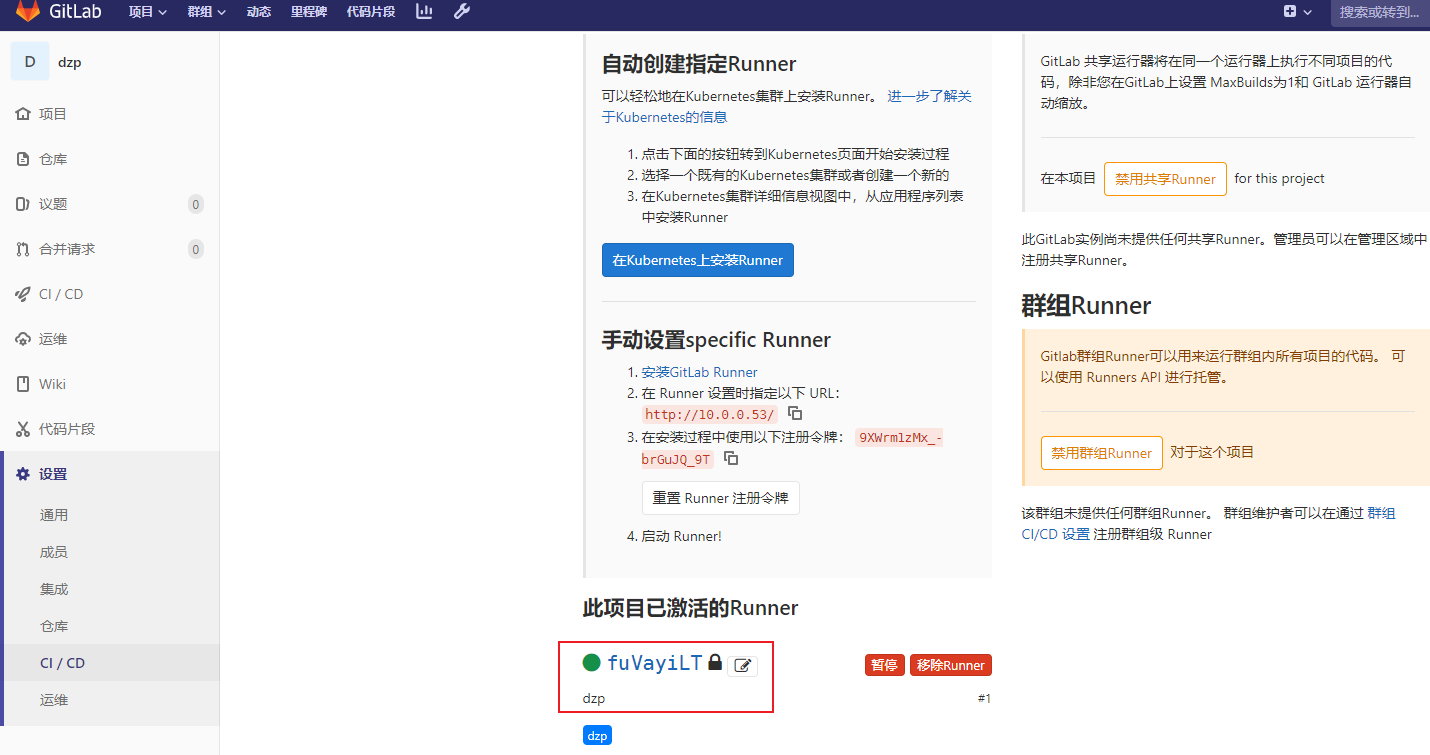 GitLab 项目 群组 动态 里程碑 代码片段 搜索或转到...
D dzp
项目
仓库
议题 0
合并请求 0
CI / CD
运维
Wiki
代码片段
设置
通用
成员
集成
仓库
CI / CD
运维
自动创建指定Runner
可以轻松地在Kubernetes集群上安装Runner。 进一步了解关
于Kubernetes的信息
1. 点击下面的按钮转到Kubernetes页面开始安装过程
2. 选择一个既有的Kubernetes集群或者创建一个新的
3. 在Kubernetes集群详细信息视图中，从应用程序列表
中安装Runner
在Kubernetes上安装Runner
手动设置specific Runner
1. 安装GitLab Runner
2. 在 Runner 设置时指定以下 URL：
http://10.0.0.53/
3. 在安装过程中使用以下注册令牌： 9XWrmlzMx_-
brGuJQ_9T
重置 Runner 注册令牌
4. 启动 Runner!
此项目已激活的Runner
fuVayiLT 暂停 移除Runner
dzp #1
dzp
GitLab 共享运行器将在同一个运行器上执行不同项目的代
码，除非您在GitLab上设置 MaxBuilds为1和 GitLab 运行器自
动缩放。
在本项目 禁用共享Runner for this project
此GitLab实例尚未提供任何共享Runner。管理员可以在管理区域中
注册共享Runner。
群组Runner
Gitlab群组Runner可以用来运行群组内所有项目的代码。 可
以使用 Runners API 进行托管。
禁用群组Runner 对于这个项目
该群组未提供任何群组Runner。 群组维护者可以在通过 群组
CI/CD 设置 注册群组级 Runner